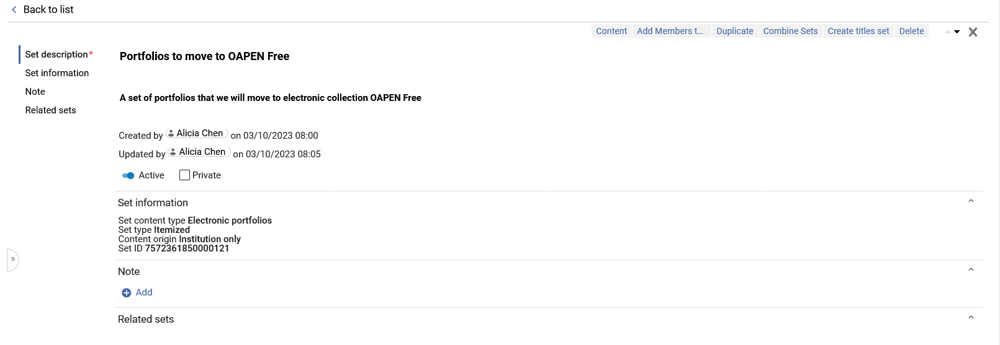 Back to list
Content Add Members t... Duplicate Combine Sets Create titles set Delete
Set description*
Set information
Note
Related sets
Portfolios to move to OAPEN Free
A set of portfolios that we will move to electronic collection OAPEN Free
Created by Alicia Chen on 03/10/2023 08:00
Updated by Alicia Chen on 03/10/2023 08:05
Active Private
Set information
Set content type Electronic portfolios
Set type Itemized
Content origin Institution only
Set ID 7572361850000121
Note
Add
Related sets